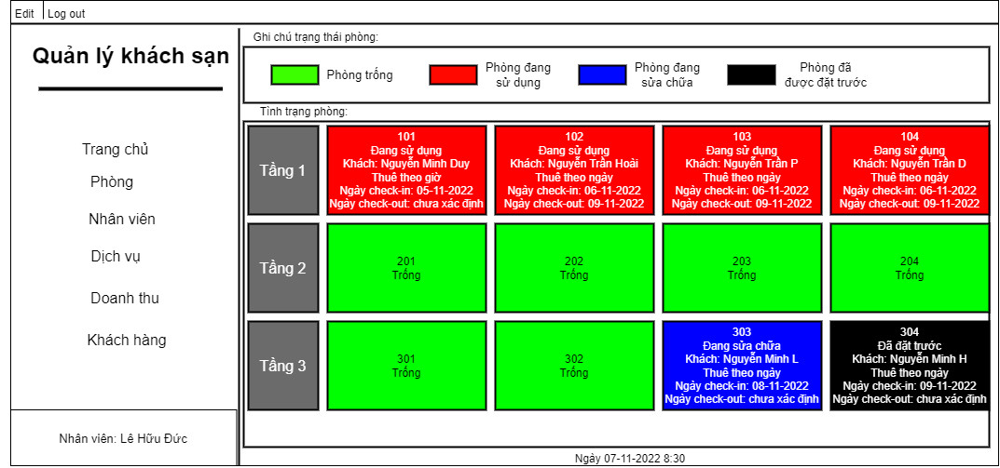 Edit
Log out
Quản lý khách sạn
Trang chủ
Phòng
Nhân viên
Dịch vụ
Doanh thu
Khách hàng
Nhân viên: Lê Hữu Đức
Ghi chú trạng thái phòng:
Phòng trống
Phòng đang
sử dụng
Phòng đang
sửa chữa
Phòng đã
được đặt trước
Tình trạng phòng:
Tầng 1
101
Đang sử dụng
Khách: Nguyễn Minh Duy
Thuê theo giờ
Ngày check-in: 05-11-2022
Ngày check-out: chưa xác định
102
Đang sử dụng
Khách: Nguyễn Trần Hoài
Thuê theo ngày
Ngày check-in: 06-11-2022
Ngày check-out: 09-11-2022
103
Đang sử dụng
Khách: Nguyễn Trần P
Thuê theo ngày
Ngày check-in: 06-11-2022
Ngày check-out: 09-11-2022
104
Đang sử dụng
Khách: Nguyễn Trần D
Thuê theo ngày
Ngày check-in: 06-11-2022
Ngày check-out: 09-11-2022
Tầng 2
201
Trống
202
Trống
203
Trống
204
Trống
Tầng 3
301
Trống
302
Trống
303
Đang sửa chữa
Khách: Nguyễn Minh L
Thuê theo ngày
Ngày check-in: 08-11-2022
Ngày check-out: chưa xác định
304
Đã đặt trước
Khách: Nguyễn Minh H
Thuê theo ngày
Ngày check-in: 09-11-2022
Ngày check-out: chưa xác định
Ngày 07-11-2022 8:30